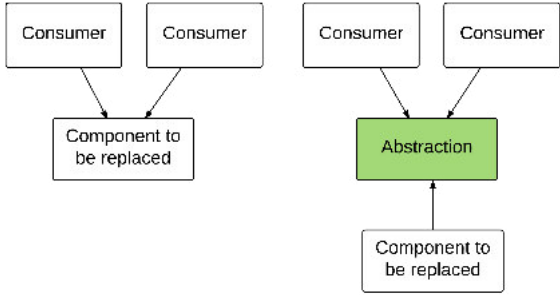 Consumer
Consumer
Component to
be replaced
Consumer
Consumer
Abstraction
Component to
be replaced